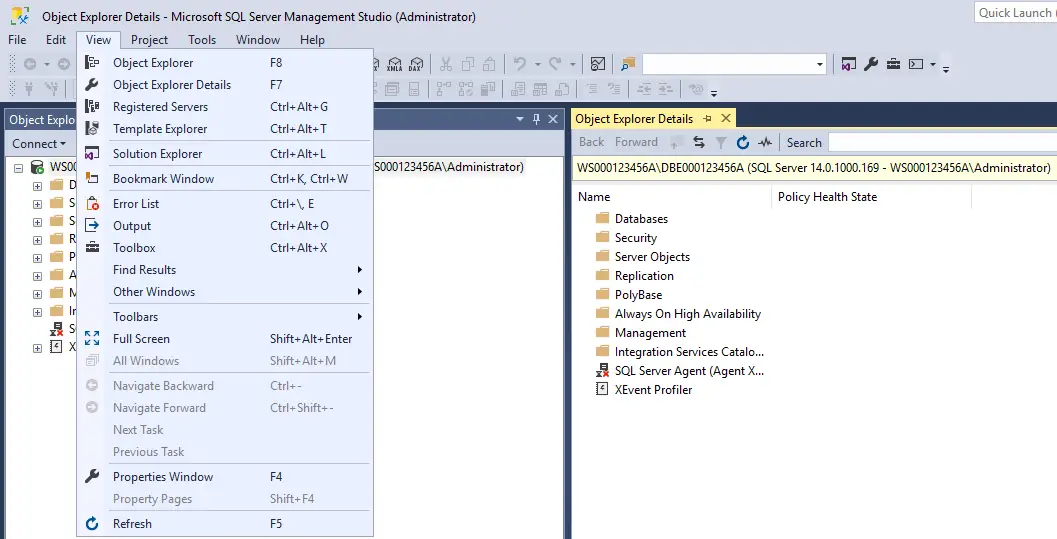 Object Explorer Details - Microsoft SQL Server Management Studio (Administrator)
Quick Launch (
File Edit View Project Tools Window Help
XMLA DAX
Object Explorer F8
Object Explorer Details F7
Registered Servers Ctrl+Alt+G
Template Explorer Ctrl+Alt+T
Solution Explorer Ctrl+Alt+L
Bookmark Window Ctrl+K, Ctrl+W
Error List Ctrl+\, E
Output Ctrl+Alt+O
Toolbox Ctrl+Alt+X
Find Results
Other Windows
Toolbars
Full Screen Shift+Alt+Enter
All Windows Shift+Alt+M
Navigate Backward Ctrl+-
Navigate Forward Ctrl+Shift+-
Next Task
Previous Task
Properties Window F4
Property Pages Shift+F4
Refresh F5
Object Explo
Connect
WS0
S000123456A\Administrator)
D
S
S
R
P
A
M
In
S
X
Object Explorer Details
Back Forward Search
WS000123456A\DBE000123456A (SQL Server 14.0.1000.169 - WS000123456A\Administrator)
Name Policy Health State
Databases
Security
Server Objects
Replication
PolyBase
Always On High Availability
Management
Integration Services Catalo...
SQL Server Agent (Agent X...
XEvent Profiler